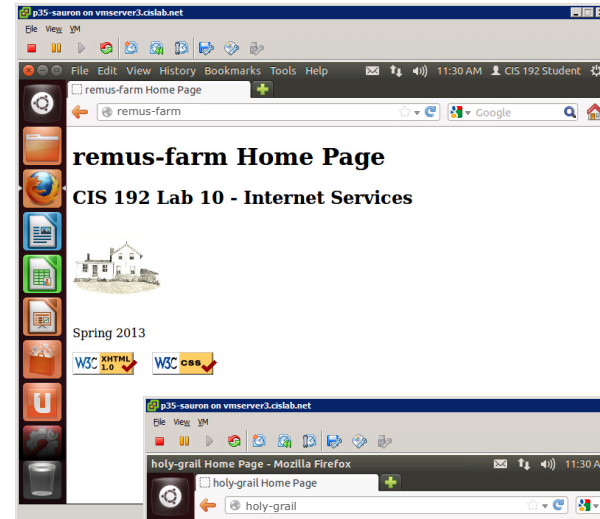 p35-sauron on vmserver3.cislab.net
File View VM
File Edit View History Bookmarks Tools Help 11:30 AM CIS 192 Student
remus-farm Home Page
remus-farm Google
remus-farm Home Page
CIS 192 Lab 10 - Internet Services
Spring 2013
W3C XHTML 1.0 W3C css
p35-sauron on vmserver3.cislab.net
File View VM
holy-grail Home Page - Mozilla Firefox 11:30 A
holy-grail Home Page
holy-grail